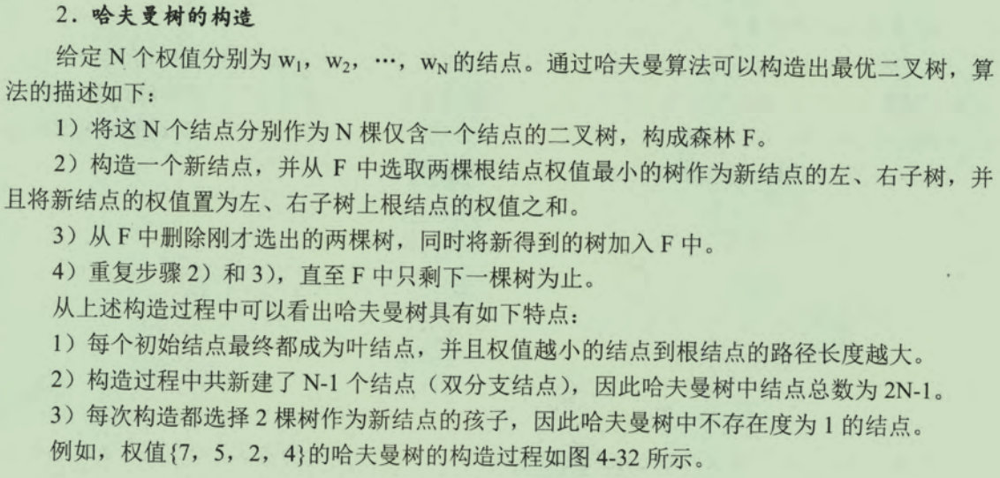 2．哈夫曼树的构造
给定 N 个权值分别为 w₁，w₂，…，w_N 的结点。通过哈夫曼算法可以构造出最优二叉树，算
法的描述如下：
1）将这 N 个结点分别作为 N 棵仅含一个结点的二叉树，构成森林 F。
2）构造一个新结点，并从 F 中选取两棵根结点权值最小的树作为新结点的左、右子树，并
且将新结点的权值置为左、右子树上根结点的权值之和。
3）从 F 中删除刚才选出的两棵树，同时将新得到的树加入 F 中。
4）重复步骤 2）和 3），直至 F 中只剩下一棵树为止。
从上述构造过程中可以看出哈夫曼树具有如下特点：
1）每个初始结点最终都成为叶结点，并且权值越小的结点到根结点的路径长度越大。
2）构造过程中共新建了 N-1 个结点（双分支结点），因此哈夫曼树中结点总数为 2N-1。
3）每次构造都选择 2 棵树作为新结点的孩子，因此哈夫曼树中不存在度为 1 的结点。
例如，权值{7，5，2，4}的哈夫曼树的构造过程如图 4-32 所示。